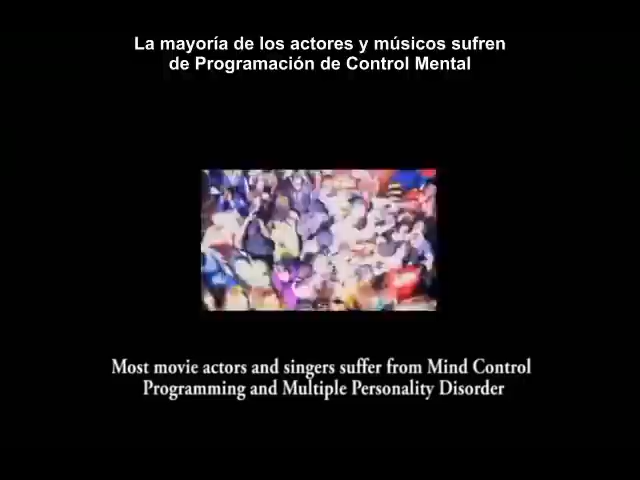 La mayoría de los actores y músicos sufren
de Programación de Control Mental
Most movie actors and singers suffer from Mind Control
Programming and Multiple Personality Disorder